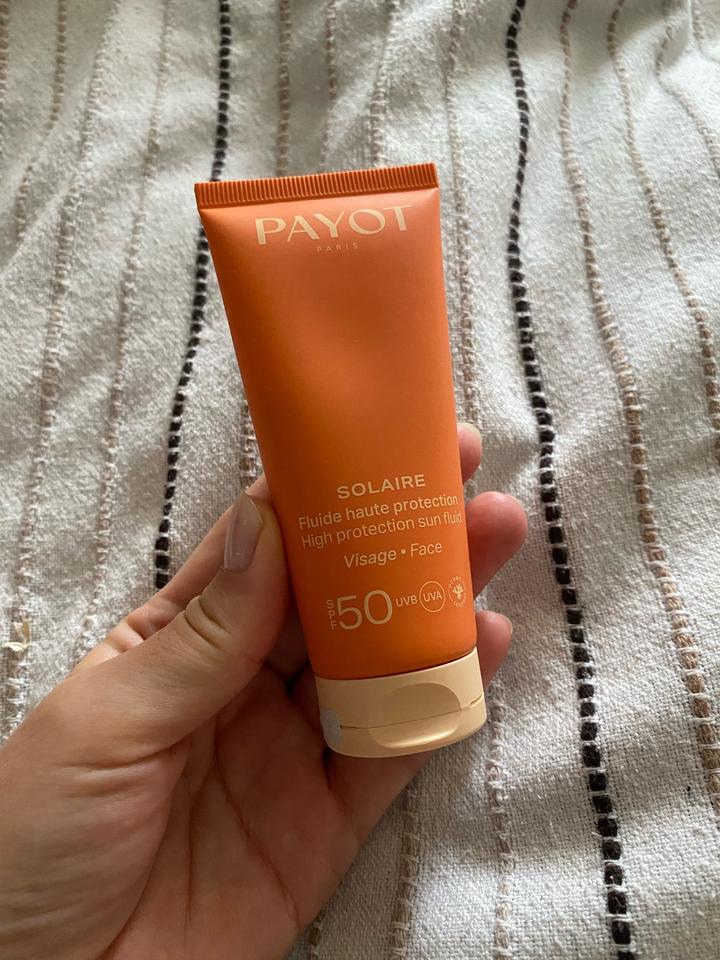 PAYOT
PARIS
SOLAIRE
Fluide haute protection
High protection sun fluid
Visage • Face
SPF 50 UVB UVA